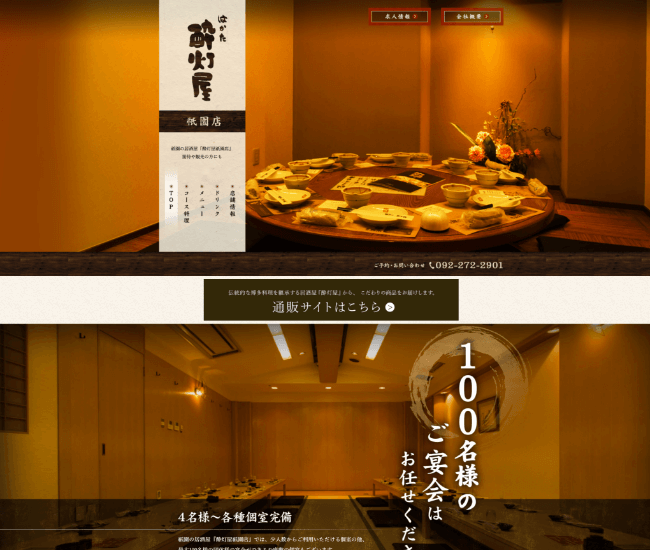 求人情報
会社概要
はかた
酔灯屋
祇園店
祇園の居酒屋「酔灯屋祇園店」
接待や観光の方にも
店舗情報
ドリンク
メニュー
コース料理
TOP
ご予約・お問い合わせ 092-272-2901
伝統的な博多料理を継承する居酒屋「酔灯屋」から、こだわりの商品をお届けします。
通販サイトはこちら
100名様の
ご宴会は
お任せくだ
4名様～各種個室完備
祇園の居酒屋「酔灯屋祇園店」では、少人数からご利用いただける個室の他、